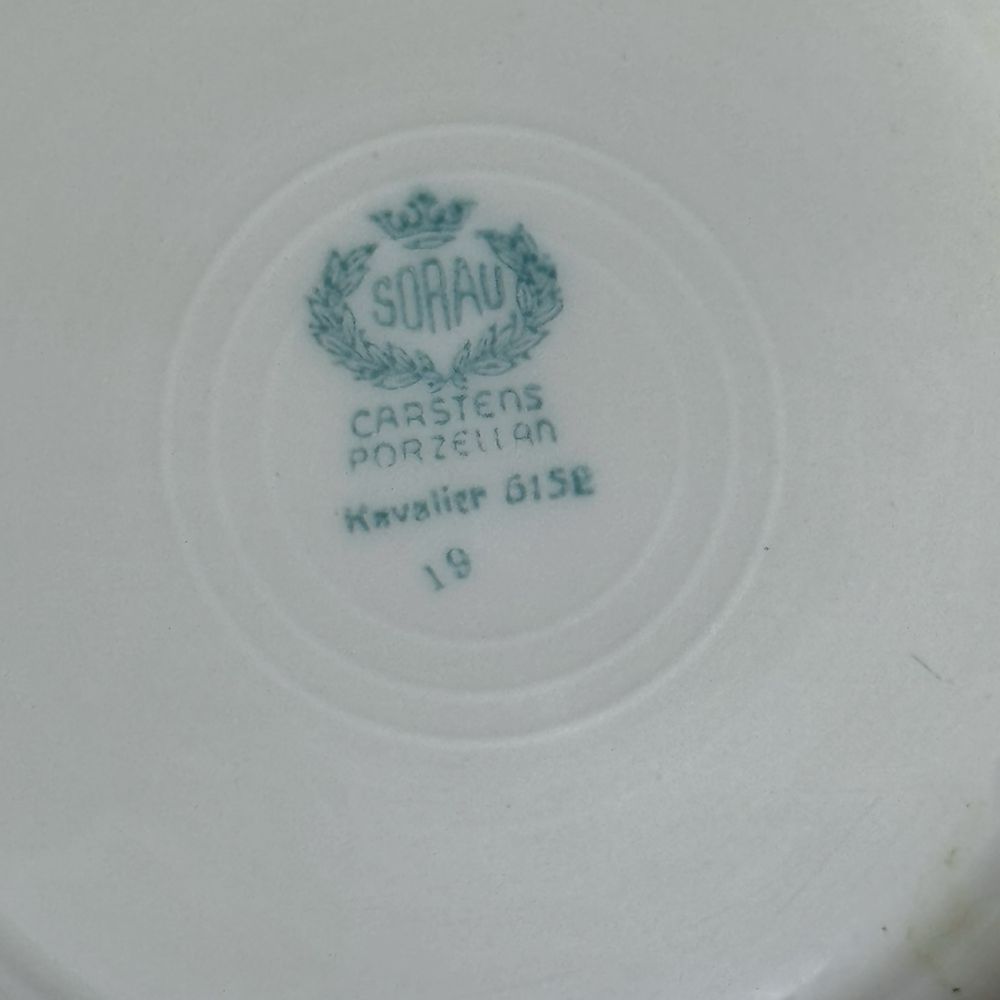 SORAU
CARSTENS
PORZELLAN
Kavalier 6152
19